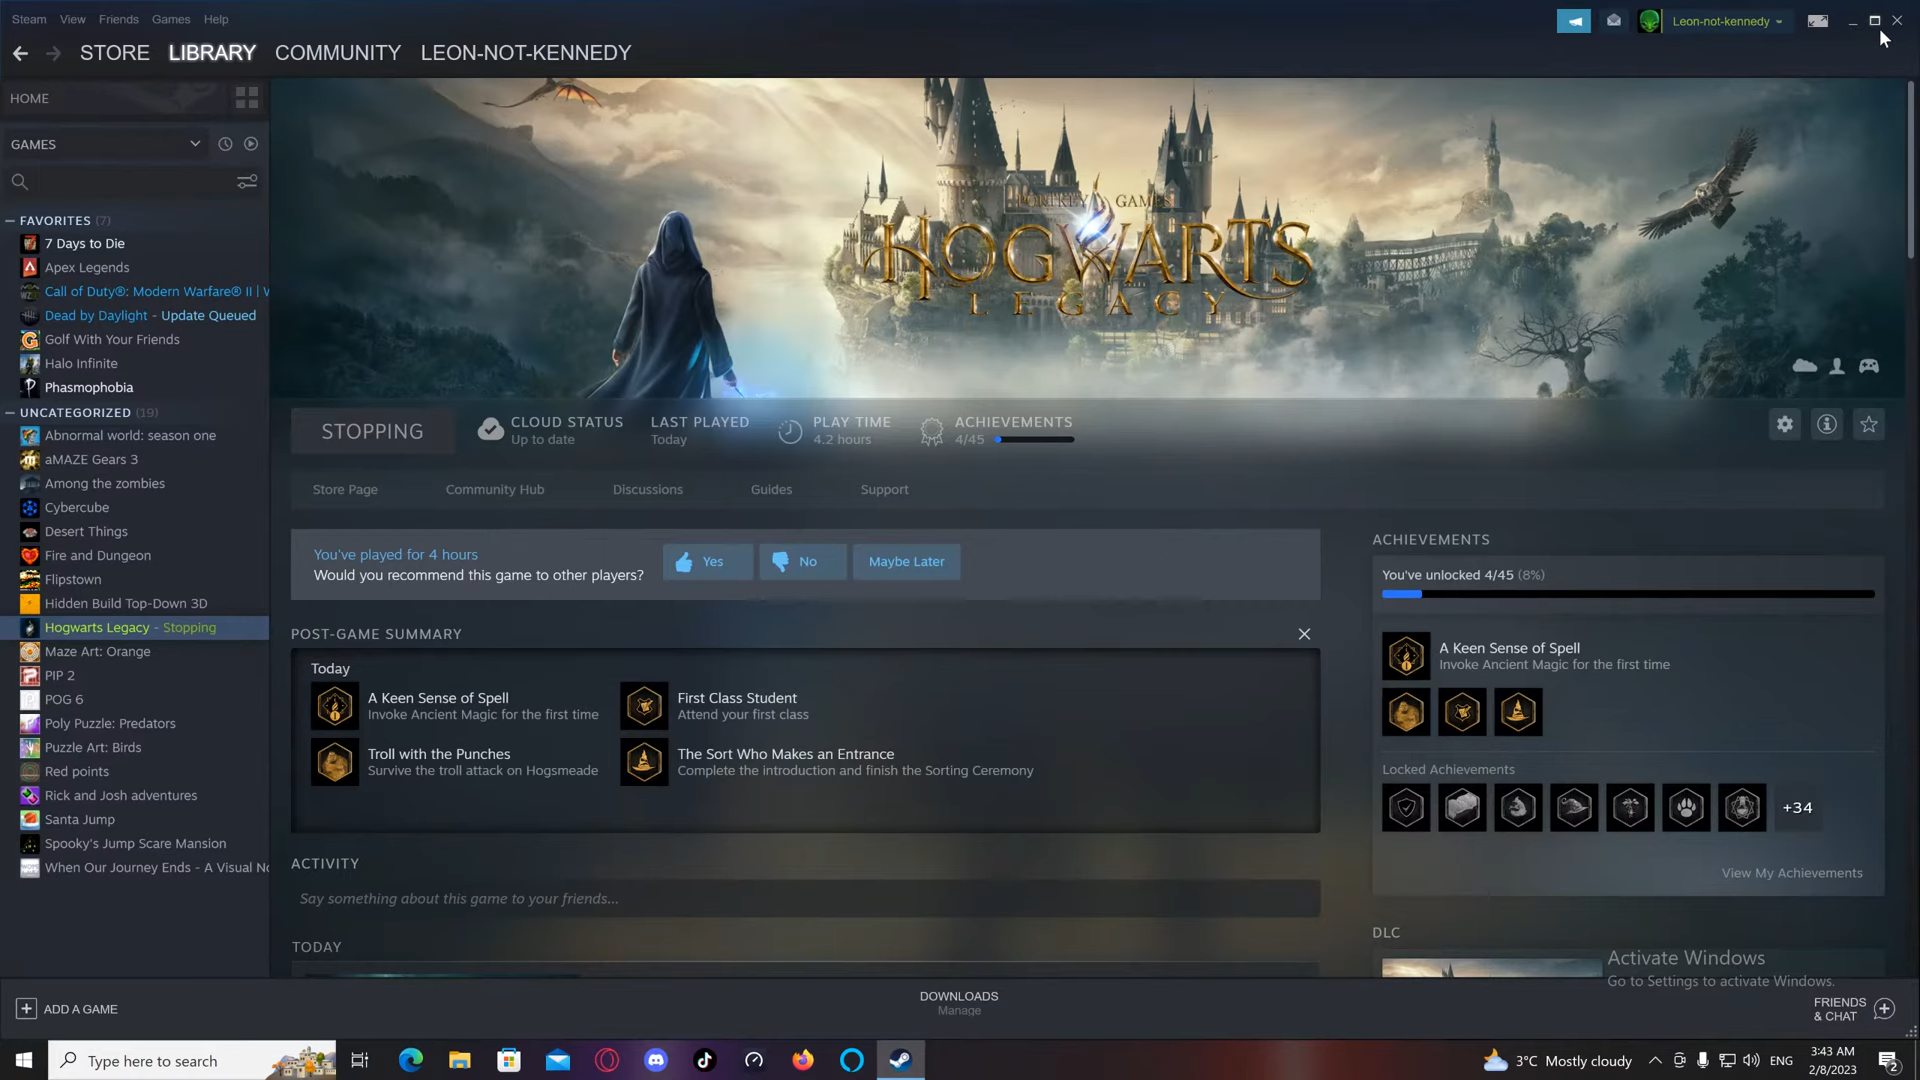 Steam View Friends Games Help
Leon-not-kennedy
STORE LIBRARY COMMUNITY LEON-NOT-KENNEDY
HOME
GAMES
FAVORITES (7)
7 Days to Die
Apex Legends
Call of Duty®: Modern Warfare® II | W
Dead by Daylight - Update Queued
Golf With Your Friends
Halo Infinite
Phasmophobia
UNCATEGORIZED (19)
Abnormal world: season one
aMAZE Gears 3
Among the zombies
Cybercube
Desert Things
Fire and Dungeon
Flipstown
Hidden Build Top-Down 3D
Hogwarts Legacy - Stopping
Maze Art: Orange
PIP 2
POG 6
Poly Puzzle: Predators
Puzzle Art: Birds
Red points
Rick and Josh adventures
Santa Jump
Spooky's Jump Scare Mansion
When Our Journey Ends - A Visual No
PORTKEY GAMES
HOGWARTS
LEGACY
STOPPING
CLOUD STATUS
Up to date
LAST PLAYED
Today
PLAY TIME
4.2 hours
ACHIEVEMENTS
4/45
Store Page Community Hub Discussions Guides Support
You've played for 4 hours
Would you recommend this game to other players?
Yes No Maybe Later
POST-GAME SUMMARY
Today
A Keen Sense of Spell
Invoke Ancient Magic for the first time
First Class Student
Attend your first class
Troll with the Punches
Survive the troll attack on Hogsmeade
The Sort Who Makes an Entrance
Complete the introduction and finish the Sorting Ceremony
ACTIVITY
Say something about this game to your friends...
TODAY
ACHIEVEMENTS
You've unlocked 4/45 (8%)
A Keen Sense of Spell
Invoke Ancient Magic for the first time
Locked Achievements
+34
View My Achievements
DLC
Activate Windows
Go to Settings to activate Windows.
ADD A GAME
DOWNLOADS
Manage
FRIENDS
& CHAT
Type here to search
3°C Mostly cloudy
ENG
3:43 AM
2/8/2023
2